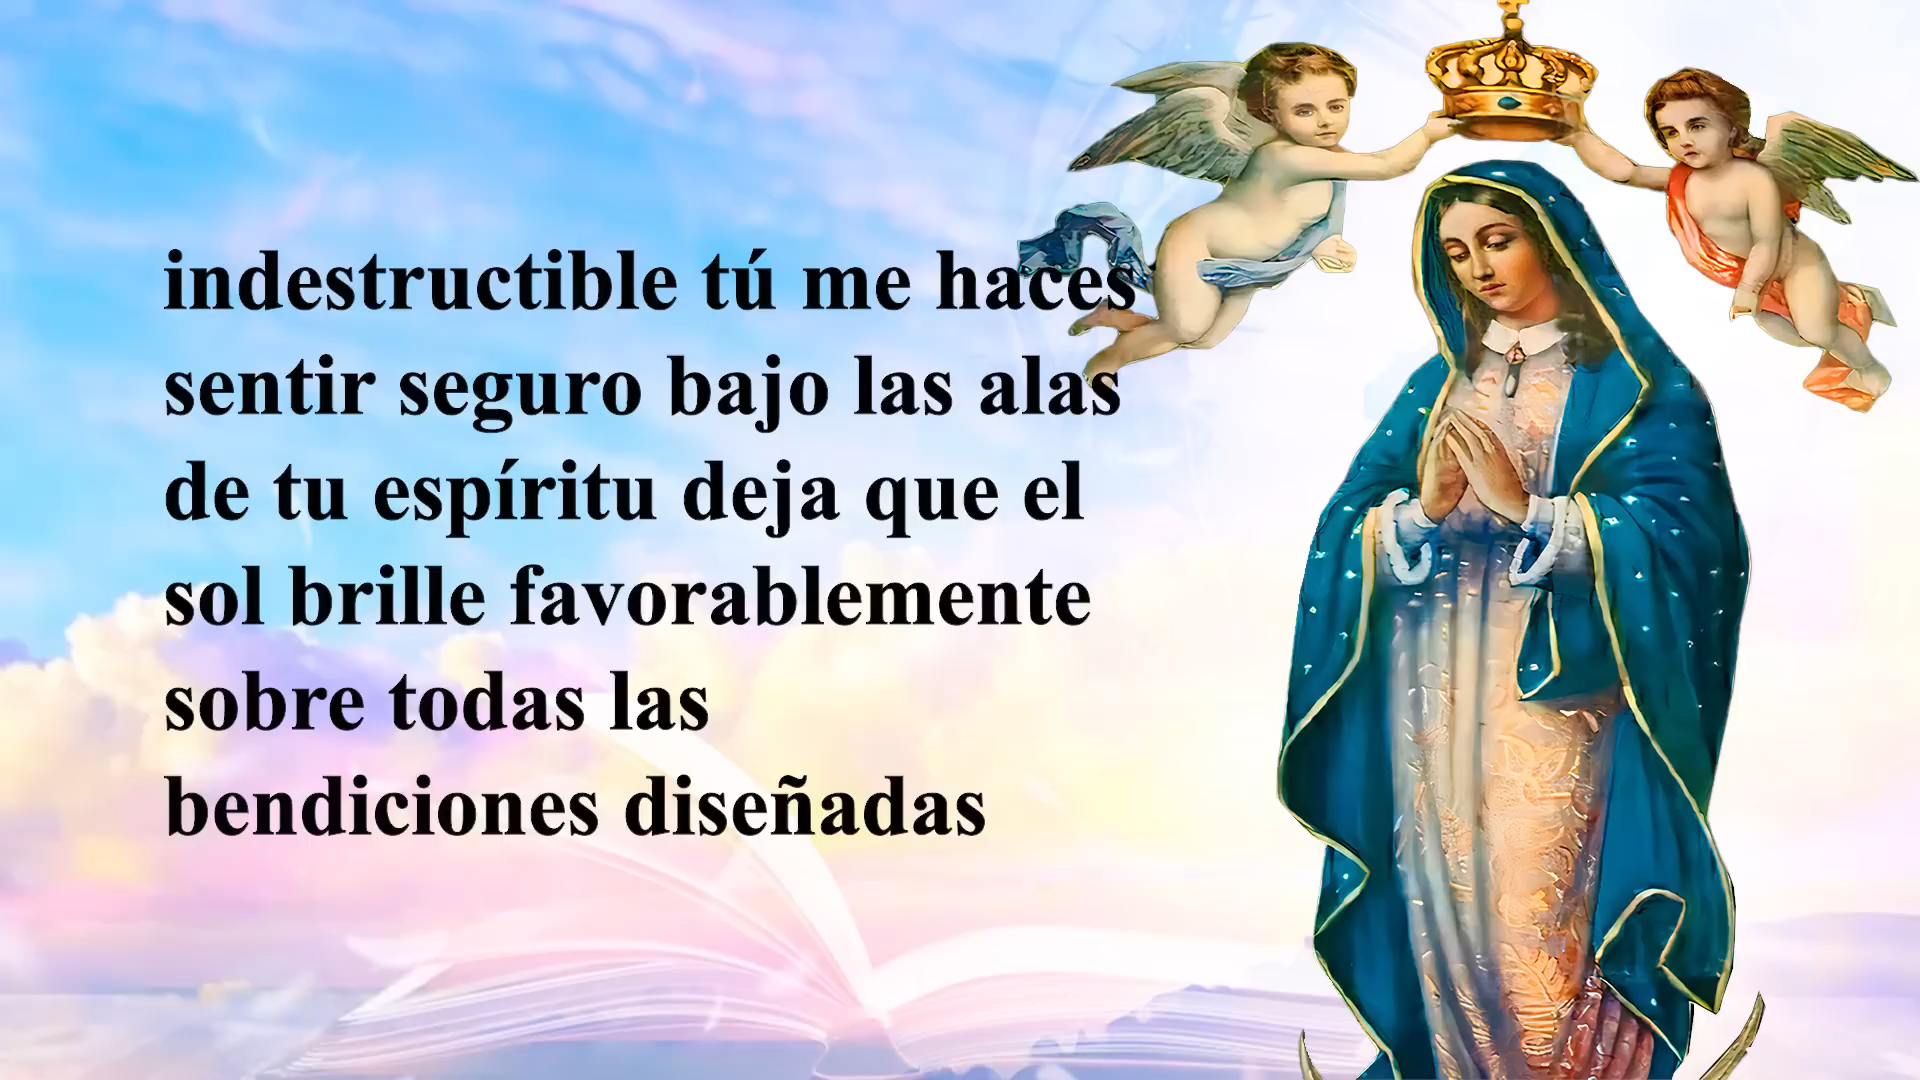 indestructible tú me haces
sentir seguro bajo las alas
de tu espíritu deja que el
sol brille favorablemente
sobre todas las
bendiciones diseñadas